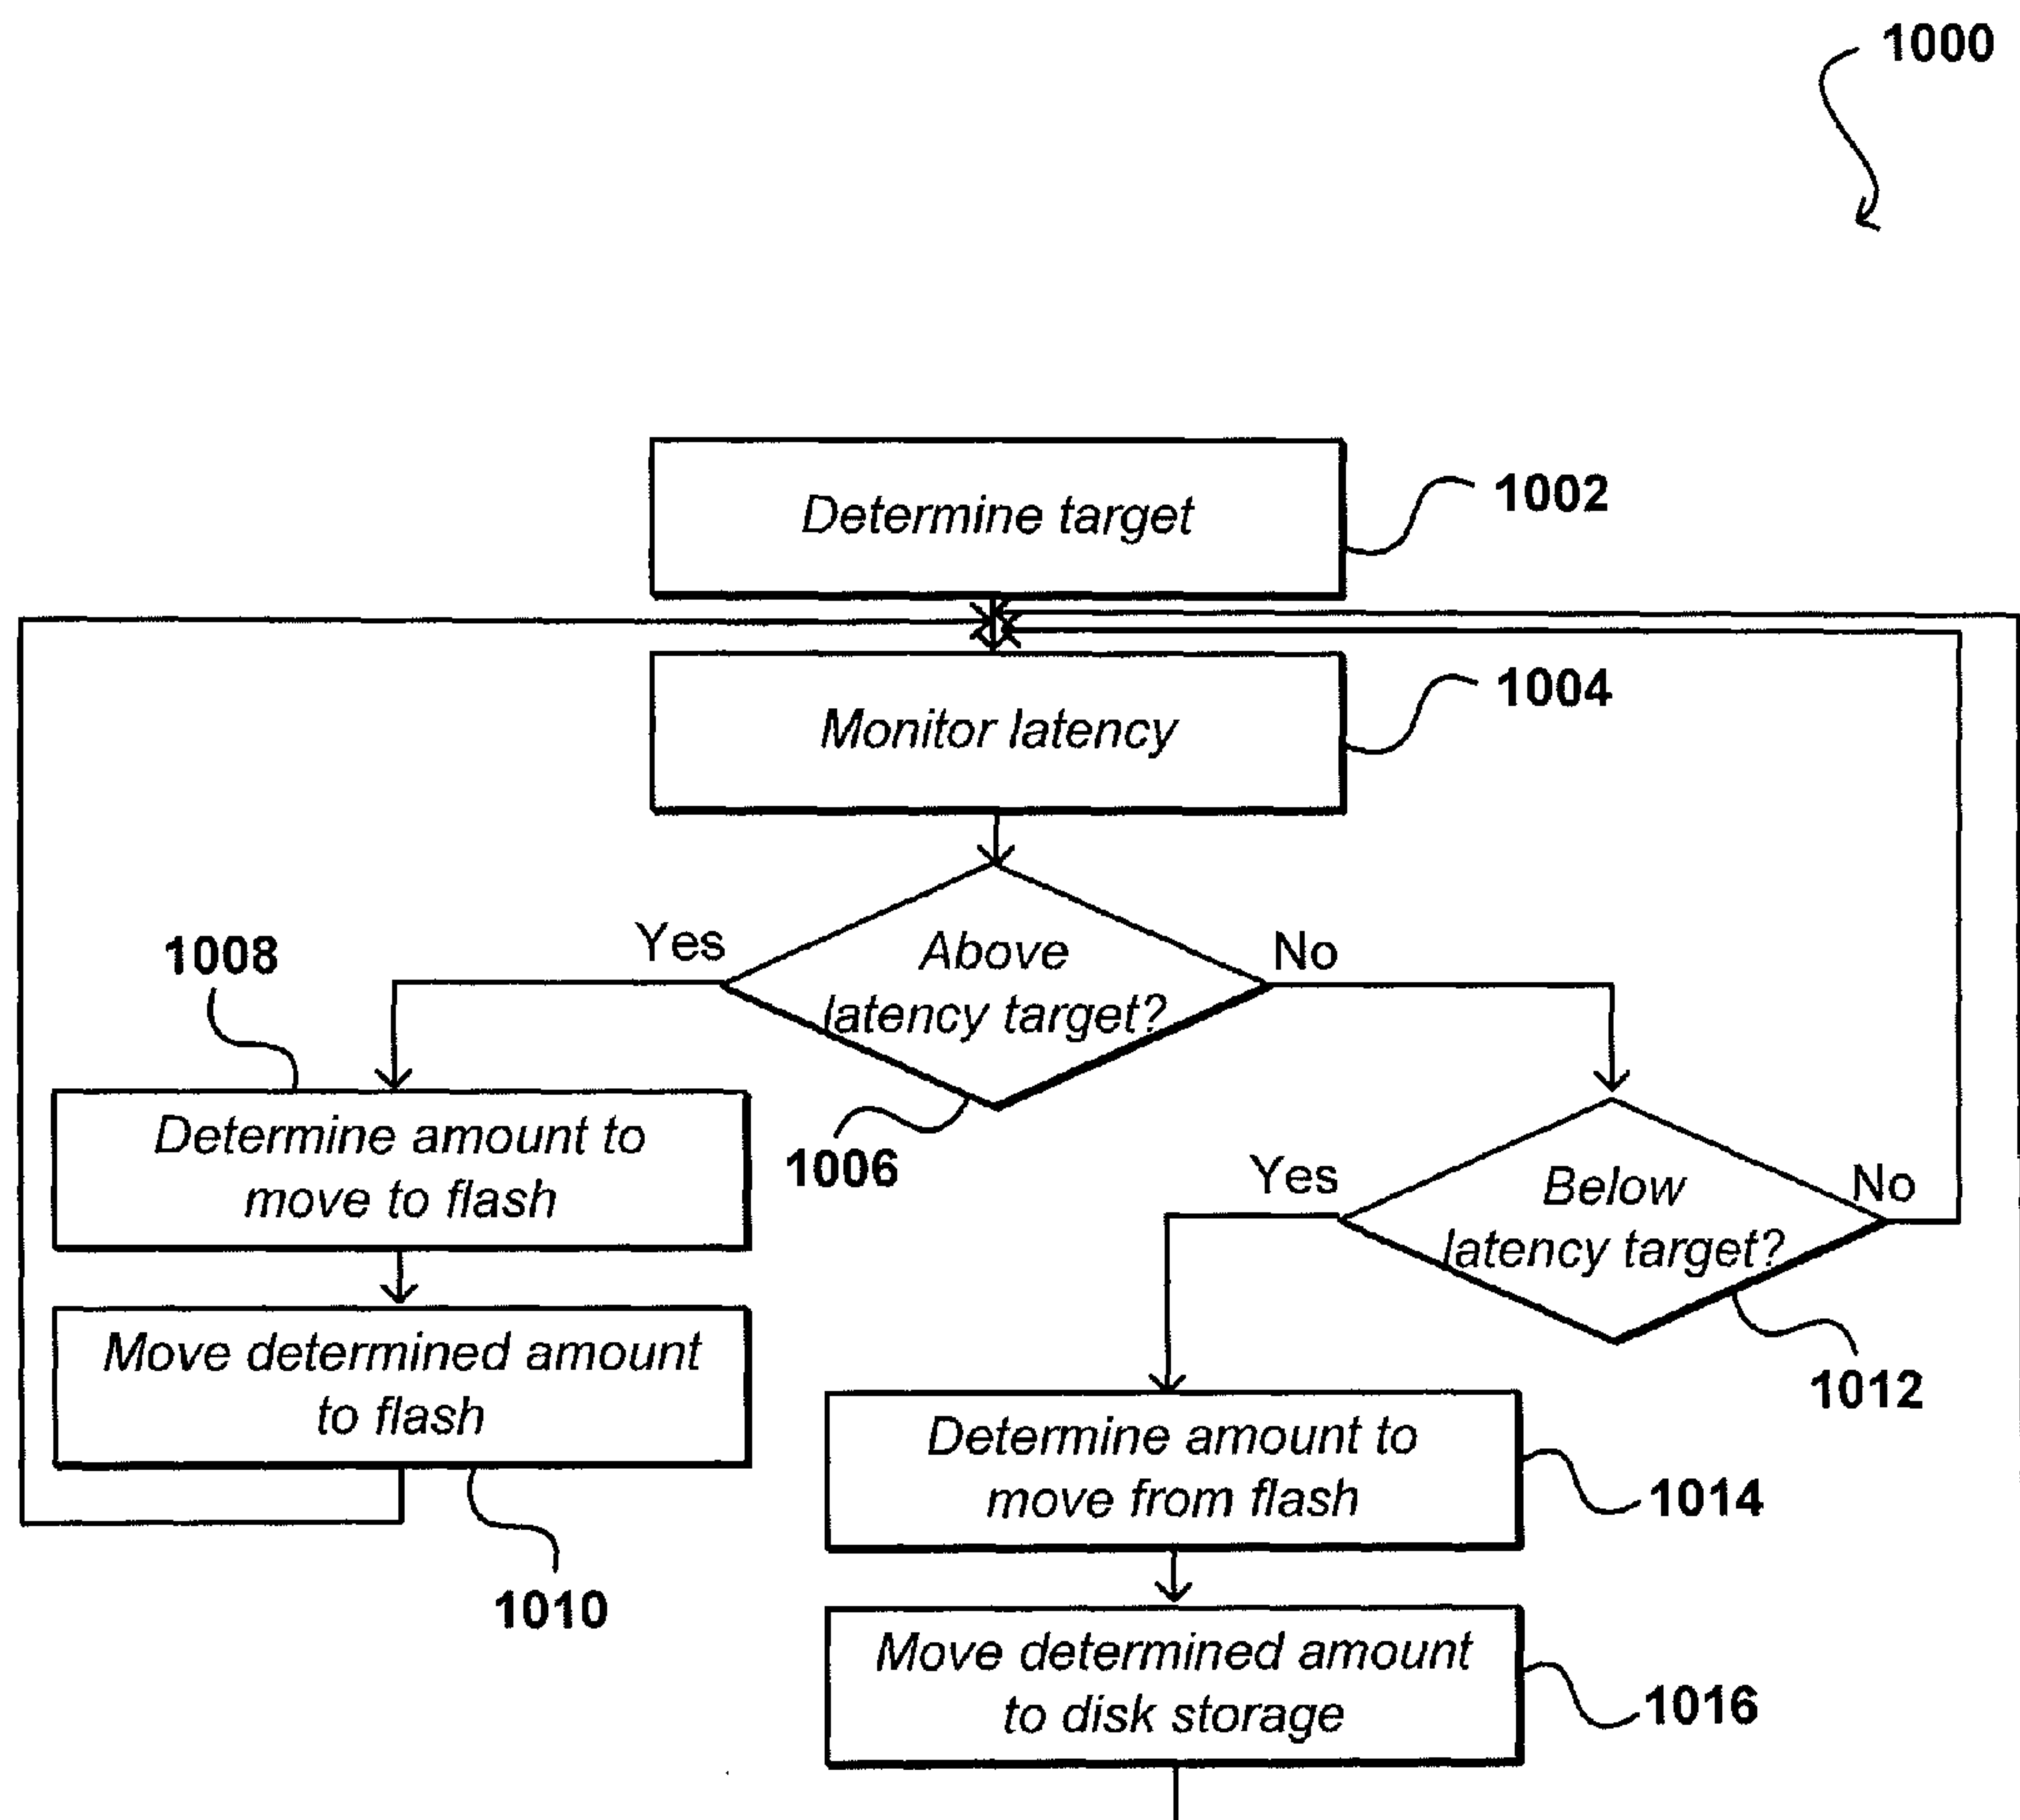 1000
Determine target
1002
Monitor latency
1004
Yes
Above
latency target?
No
1008
1006
Determine amount to
move to flash
Yes
Below
latency target?
No
1012
Move determined amount
to flash
1010
Determine amount to
move from flash
1014
Move determined amount
to disk storage
1016